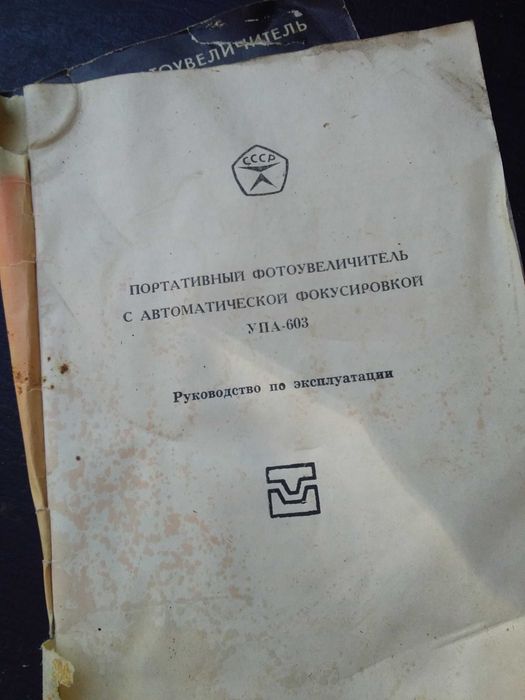 ФОТОУВЕЛИЧИТЕЛЬ
СССР
ПОРТАТИВНЫЙ ФОТОУВЕЛИЧИТЕЛЬ
С АВТОМАТИЧЕСКОЙ ФОКУСИРОВКОЙ
УПА-603
Руководство по эксплуатации